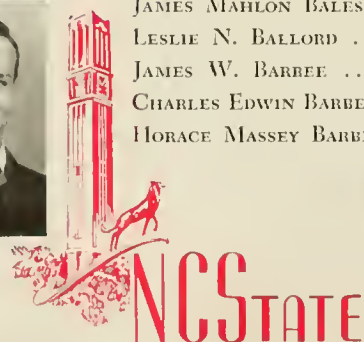 JAMES MAHLON BALES
LESLIE N. BALLORD ..
JAMES W. BARBEE ...
CHARLES EDWIN BARBE
HORACE MASSEY BARB
NCSTATE